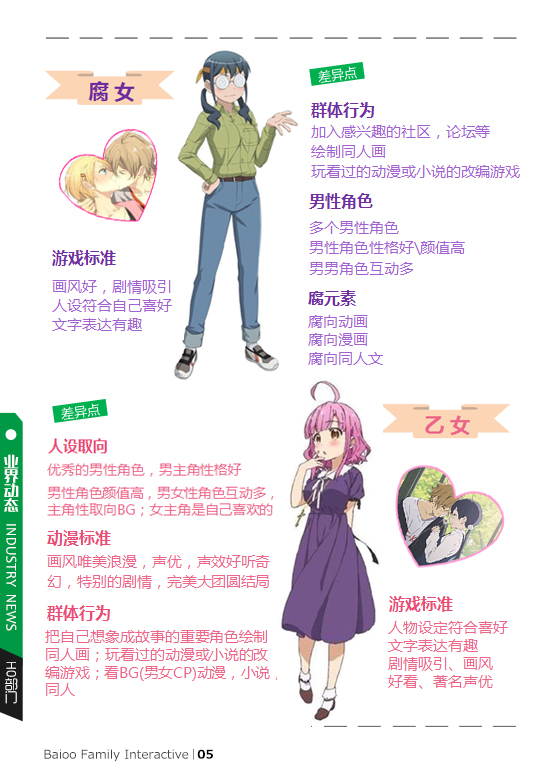 腐女
差异点
群体行为
加入感兴趣的社区，论坛等
绘制同人画
玩看过的动漫或小说的改编游戏
男性角色
多个男性角色
男性角色性格好\颜值高
男男角色互动多
腐元素
腐向动画
腐向漫画
腐向同人文
游戏标准
画风好，剧情吸引
人设符合自己喜好
文字表达有趣
差异点
人设取向
优秀的男性角色，男主角性格好
男性角色颜值高，男女性角色互动多，
主角性取向BG；女主角是自己喜欢的
动漫标准
画风唯美浪漫，声优，声效好听奇
幻，特别的剧情，完美大团圆结局
群体行为
把自己想象成故事的重要角色绘制
同人画；玩看过的动漫或小说的改
编游戏；看BG(男女CP)动漫，小说，
同人
乙女
游戏标准
人物设定符合喜好
文字表达有趣
剧情吸引、画风
好看、著名声优
业界动态 INDUSTRY NEWS
H0部门
Baioo Family Interactive | 05